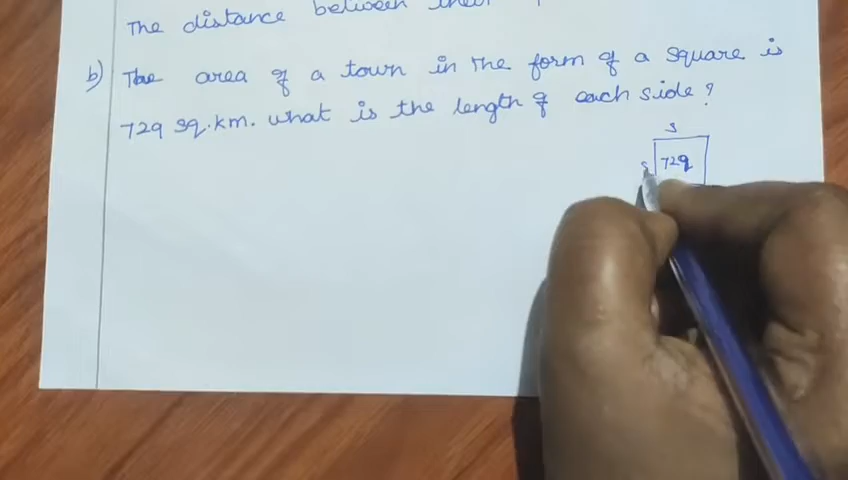 The distance between
b) The area of a town in the form of a square is
729 sq.km. what is the length of each side?
s
s 729